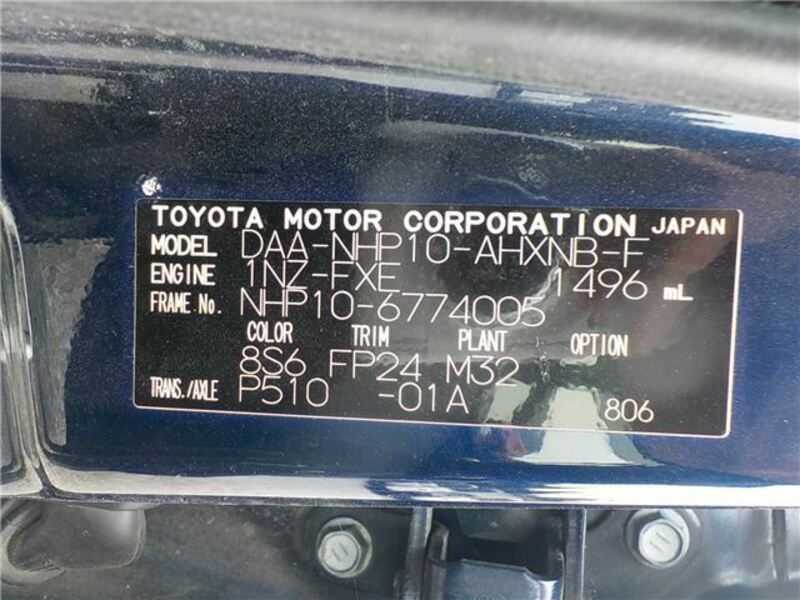 TOYOTA MOTOR CORPORATION JAPAN
MODEL DAA-NHP10-AHXNB-F
ENGINE 1NZ-FXE 1496 mL
FRAME No. NHP10-6774005
COLOR TRIM PLANT OPTION
8S6 FP24 M32
TRANS./AXLE P510 -01A 806